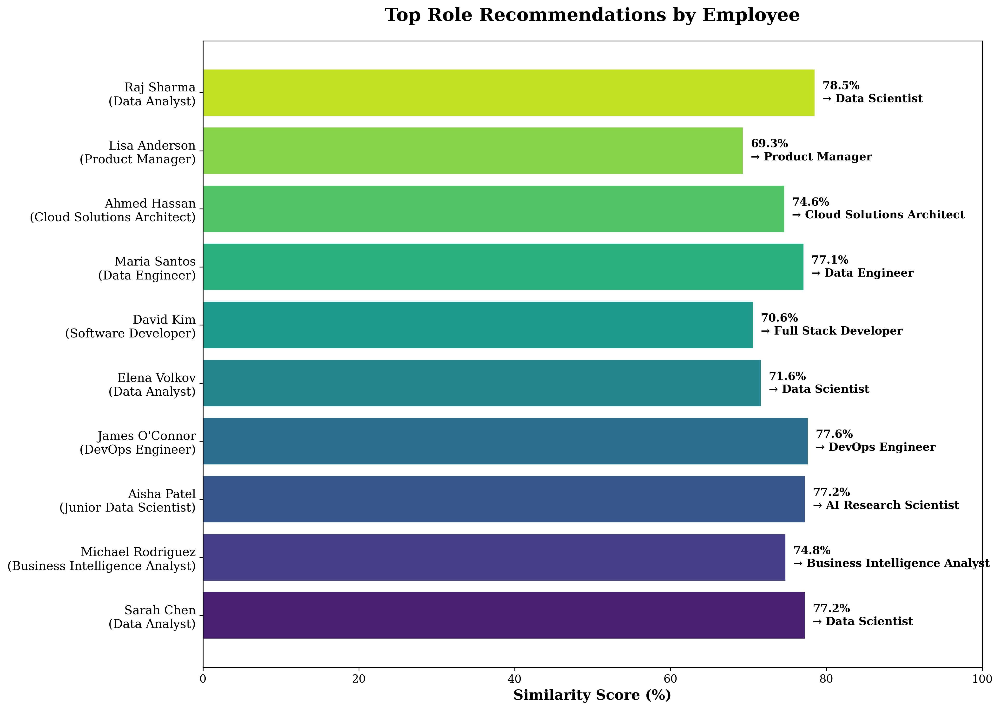 Top Role Recommendations by Employee
Raj Sharma
(Data Analyst)
78.5%
→ Data Scientist
Lisa Anderson
(Product Manager)
69.3%
→ Product Manager
Ahmed Hassan
(Cloud Solutions Architect)
74.6%
→ Cloud Solutions Architect
Maria Santos
(Data Engineer)
77.1%
→ Data Engineer
David Kim
(Software Developer)
70.6%
→ Full Stack Developer
Elena Volkov
(Data Analyst)
71.6%
→ Data Scientist
James O'Connor
(DevOps Engineer)
77.6%
→ DevOps Engineer
Aisha Patel
(Junior Data Scientist)
77.2%
→ AI Research Scientist
Michael Rodriguez
(Business Intelligence Analyst)
74.8%
→ Business Intelligence Analyst
Sarah Chen
(Data Analyst)
77.2%
→ Data Scientist
0 20 40 60 80 100
Similarity Score (%)